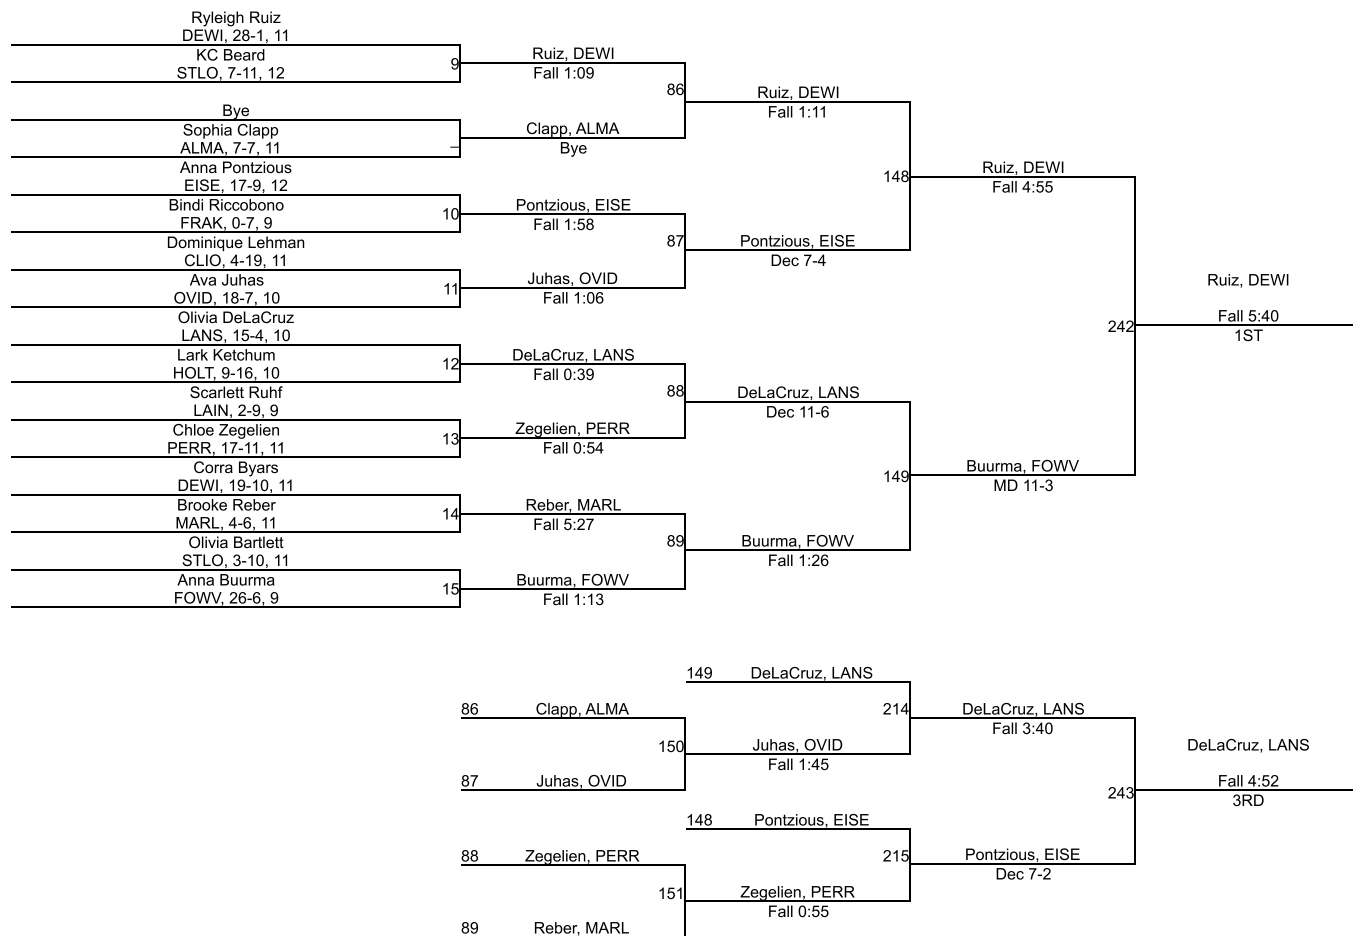 Ryleigh Ruiz
DEWI, 28-1, 11
KC Beard
STLO, 7-11, 12
9
Ruiz, DEWI
Fall 1:09
86
Ruiz, DEWI
Fall 1:11
Bye
Sophia Clapp
ALMA, 7-7, 11
Clapp, ALMA
Bye
Anna Pontzious
EISE, 17-9, 12
148
Ruiz, DEWI
Fall 4:55
Bindi Riccobono
FRAK, 0-7, 9
10
Pontzious, EISE
Fall 1:58
87
Pontzious, EISE
Dec 7-4
Dominique Lehman
CLIO, 4-19, 11
Ava Juhas
OVID, 18-7, 10
11
Juhas, OVID
Fall 1:06
Ruiz, DEWI
Fall 5:40
1ST
242
Olivia DeLaCruz
LANS, 15-4, 10
Lark Ketchum
HOLT, 9-16, 10
12
DeLaCruz, LANS
Fall 0:39
88
DeLaCruz, LANS
Dec 11-6
Scarlett Ruhf
LAIN, 2-9, 9
Chloe Zegelien
PERR, 17-11, 11
13
Zegelien, PERR
Fall 0:54
149
Buurma, FOWV
MD 11-3
Corra Byars
DEWI, 19-10, 11
Brooke Reber
MARL, 4-6, 11
14
Reber, MARL
Fall 5:27
89
Buurma, FOWV
Fall 1:26
Olivia Bartlett
STLO, 3-10, 11
Anna Buurma
FOWV, 26-6, 9
15
Buurma, FOWV
Fall 1:13
149 DeLaCruz, LANS
86 Clapp, ALMA
214
DeLaCruz, LANS
Fall 3:40
150
Juhas, OVID
Fall 1:45
DeLaCruz, LANS
87 Juhas, OVID
Fall 4:52
3RD
243
148 Pontzious, EISE
88 Zegelien, PERR
215
Pontzious, EISE
Dec 7-2
151
Zegelien, PERR
Fall 0:55
89 Reber, MARL